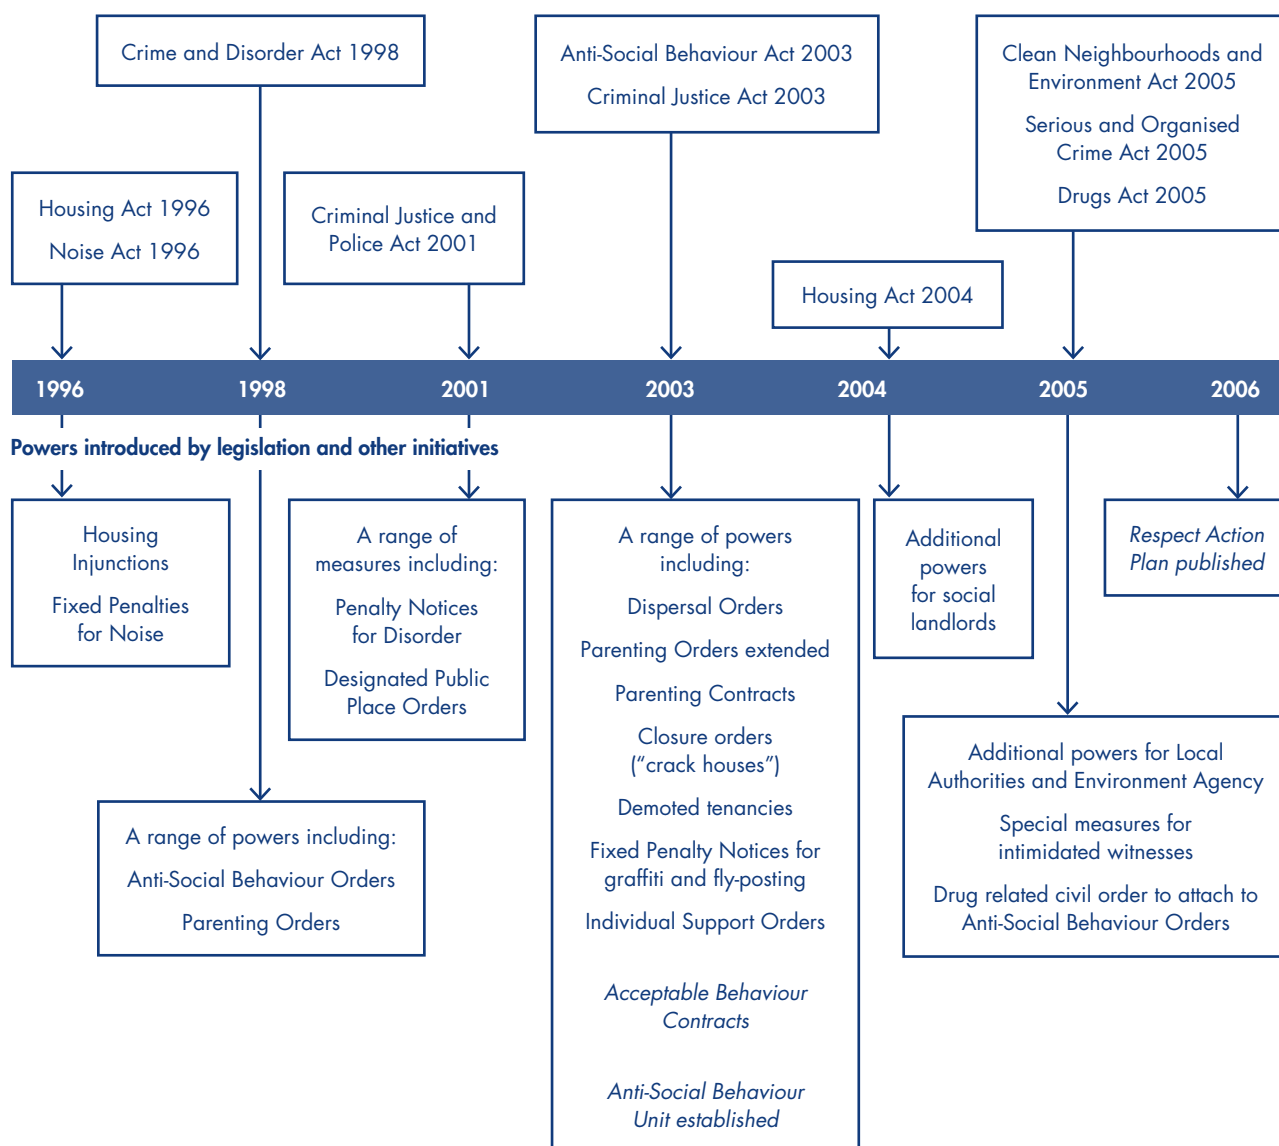 Crime and Disorder Act 1998
Anti-Social Behaviour Act 2003
Criminal Justice Act 2003
Clean Neighbourhoods and
Environment Act 2005
Serious and Organised
Crime Act 2005
Drugs Act 2005
Housing Act 1996
Noise Act 1996
Criminal Justice and
Police Act 2001
Housing Act 2004
1996 1998 2001 2003 2004 2005 2006
Powers introduced by legislation and other initiatives
Housing
Injunctions
Fixed Penalties
for Noise
A range of powers including:
Anti-Social Behaviour Orders
Parenting Orders
A range of
measures including:
Penalty Notices
for Disorder
Designated Public
Place Orders
A range of powers
including:
Dispersal Orders
Parenting Orders extended
Parenting Contracts
Closure orders
(“crack houses”)
Demoted tenancies
Fixed Penalty Notices for
graffiti and fly-posting
Individual Support Orders
Acceptable Behaviour
Contracts
Anti-Social Behaviour
Unit established
Additional
powers
for social
landlords
Additional powers for Local
Authorities and Environment Agency
Special measures for
intimidated witnesses
Drug related civil order to attach to
Anti-Social Behaviour Orders
Respect Action
Plan published